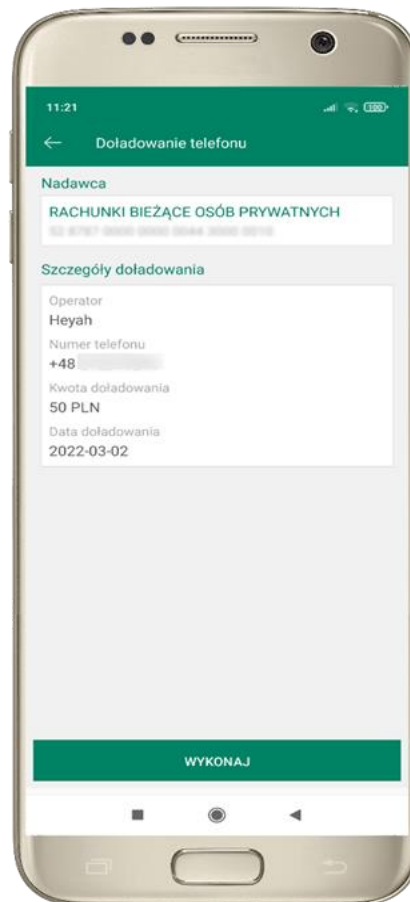 11:21
100
Doładowanie telefonu
Nadawca
RACHUNKI BIEŻĄCE OSÓB PRYWATNYCH
Szczegóły doładowania
Operator
Heyah
Numer telefonu
+48
Kwota doładowania
50 PLN
Data doładowania
2022-03-02
WYKONAJ